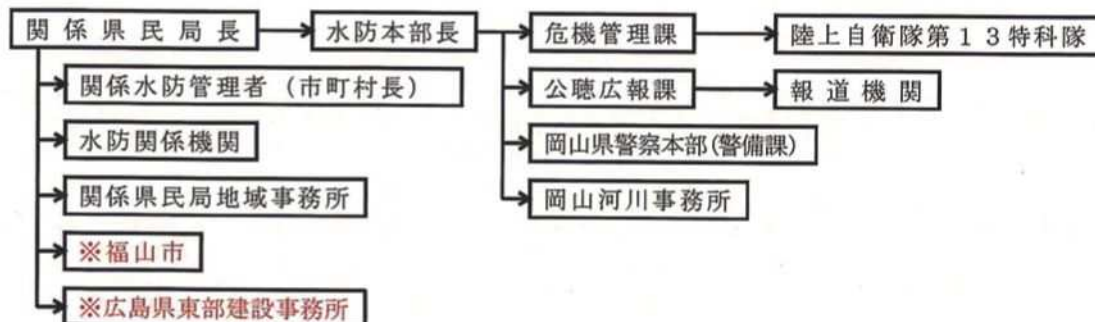 関係県民局長 水防本部長 危機管理課 陸上自衛隊第13特科隊
関係水防管理者（市町村長） 公聴広報課 報道機関
水防関係機関 岡山県警察本部(警備課)
関係県民局地域事務所 岡山河川事務所
※福山市
※広島県東部建設事務所